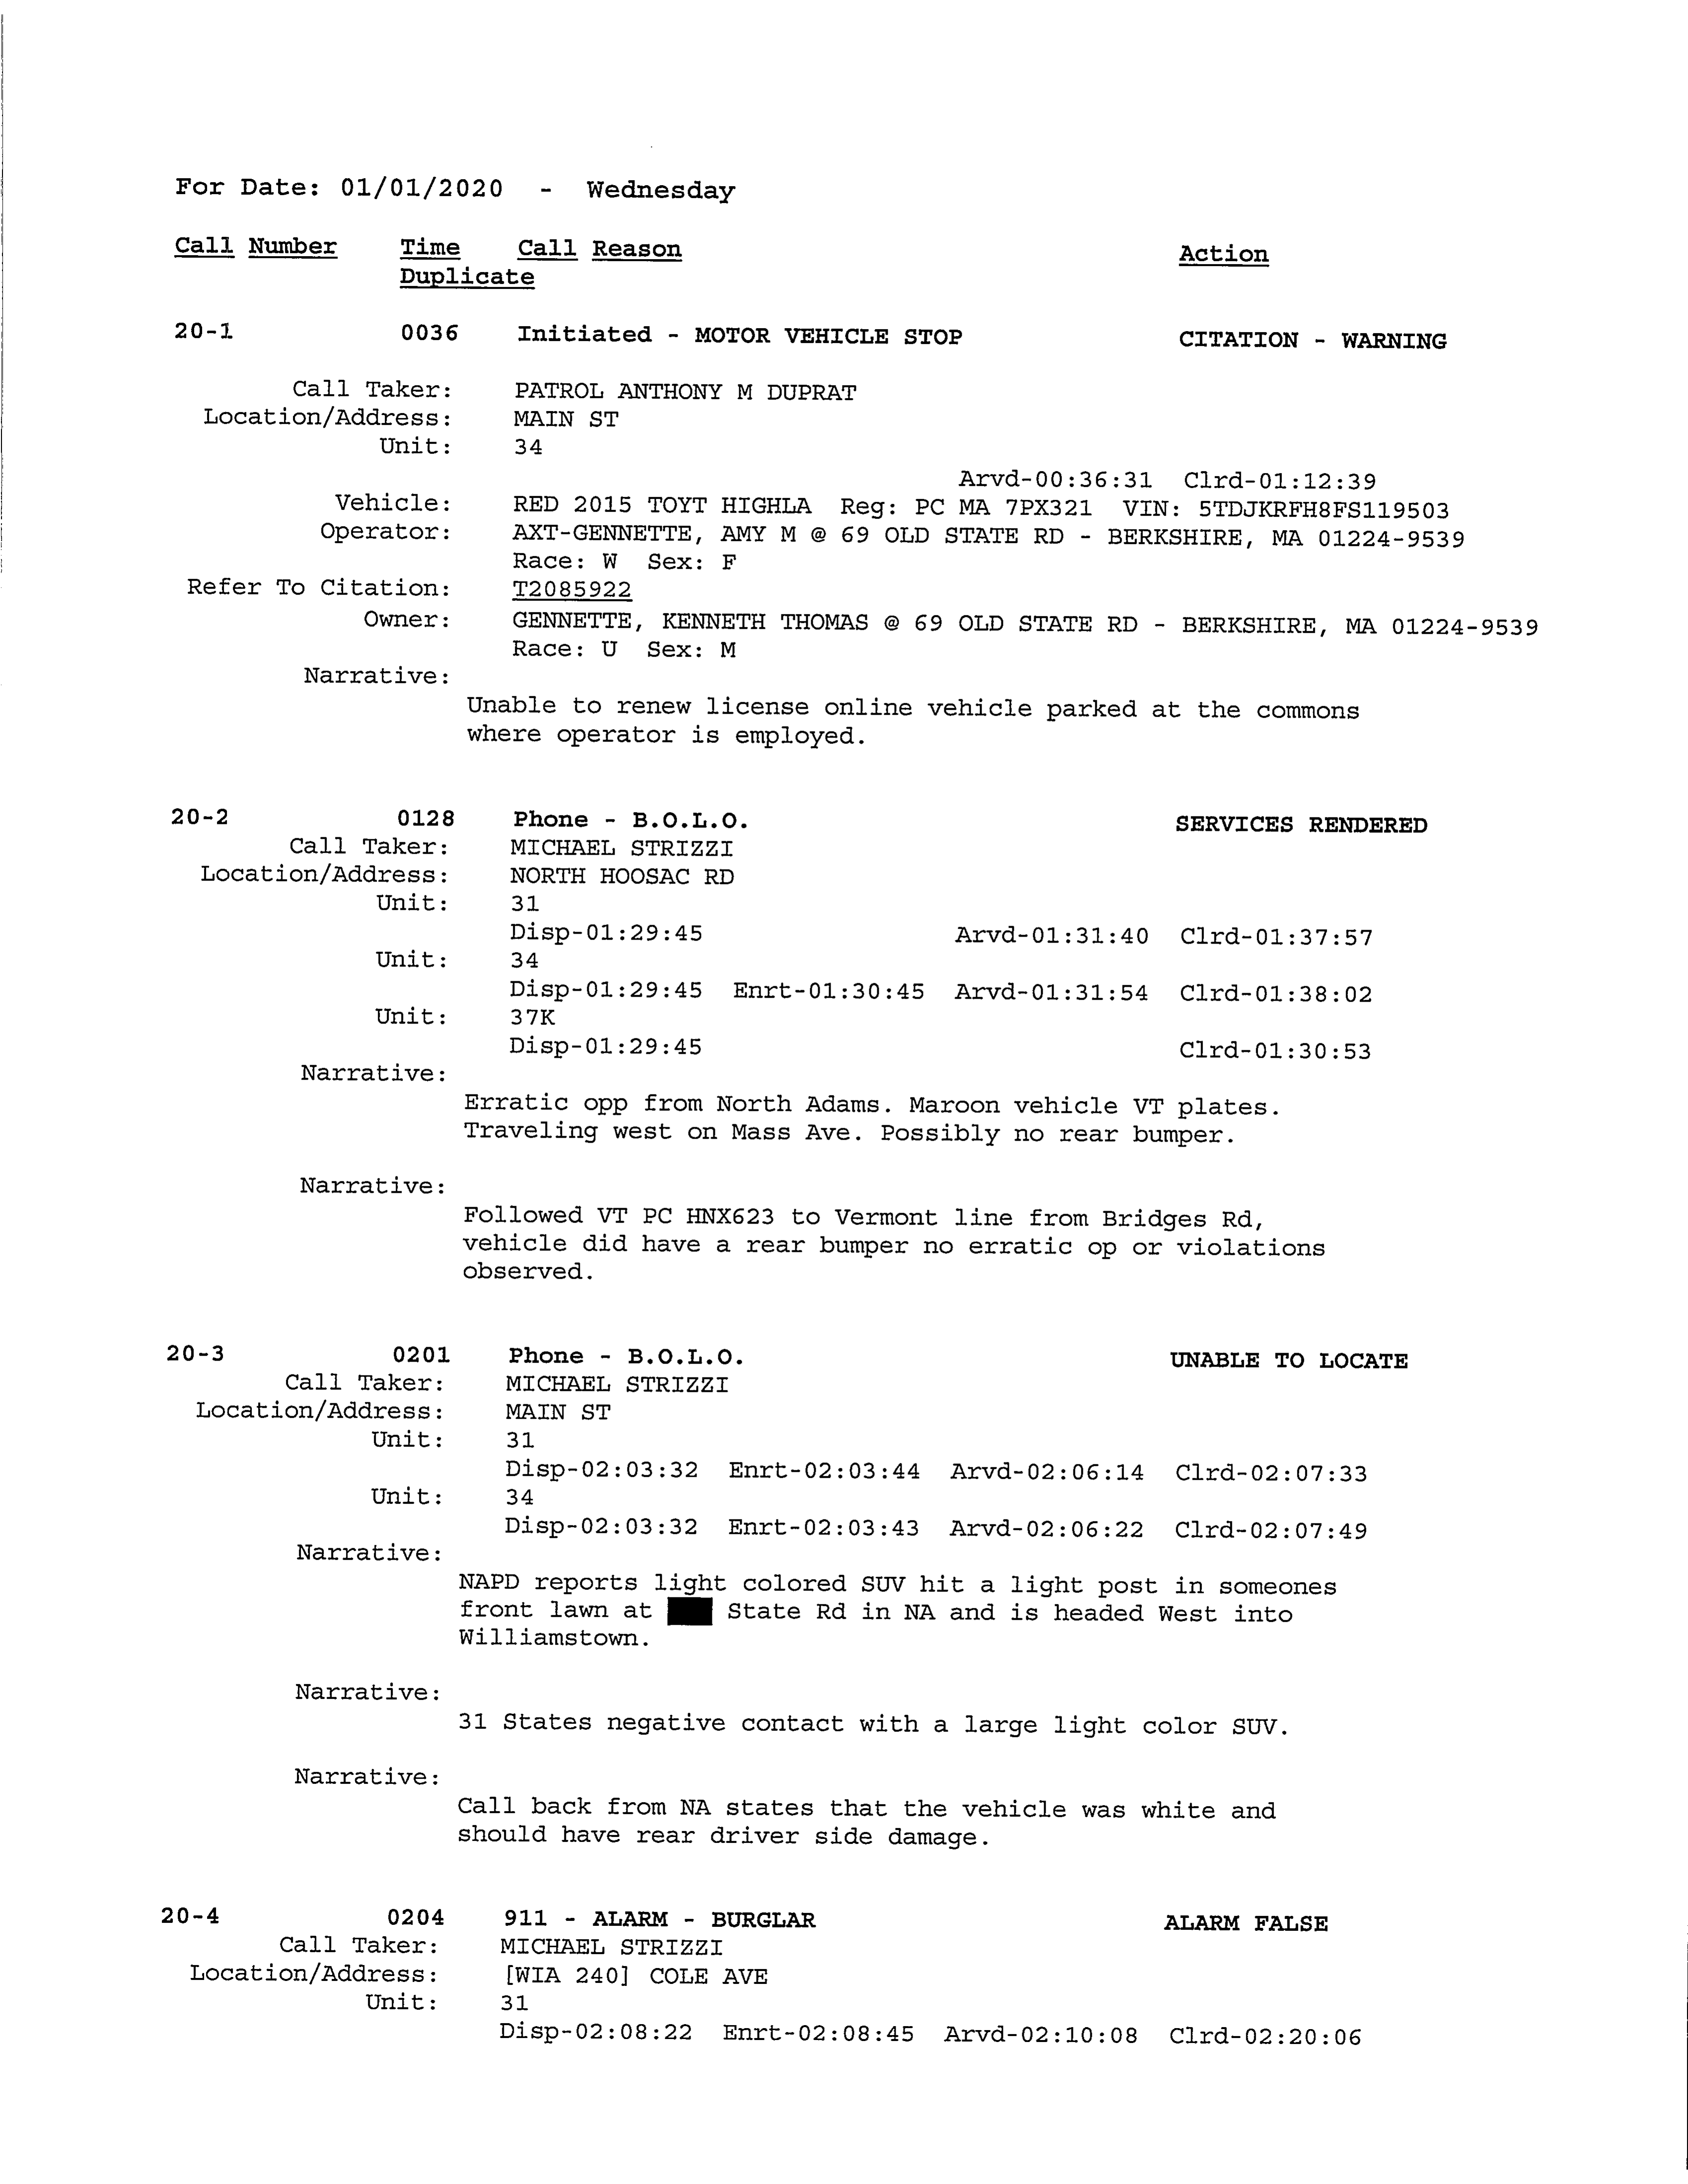 For Date: 01/01/2020 - Wednesday
Call Number Time Call Reason Action
Duplicate
20-1 0036 Initiated - MOTOR VEHICLE STOP CITATION - WARNING
Call Taker: PATROL ANTHONY M DUPRAT
Location/Address: MAIN ST
Unit: 34
Arvd-00:36:31 Clrd-01:12:39
Vehicle: RED 2015 TOYT HIGHLA Reg: PC MA 7PX321 VIN: 5TDJKRFH8FS119503
Operator: AXT-GENNETTE, AMY M @ 69 OLD STATE RD - BERKSHIRE, MA 01224-9539
Race: W Sex: F
Refer To Citation: T2085922
Owner: GENNETTE, KENNETH THOMAS @ 69 OLD STATE RD - BERKSHIRE, MA 01224-9539
Race: U Sex: M
Narrative:
Unable to renew license online vehicle parked at the commons
where operator is employed.
20-2 0128 Phone - B.O.L.O. SERVICES RENDERED
Call Taker: MICHAEL STRIZZI
Location/Address: NORTH HOOSAC RD
Unit: 31
Disp-01:29:45 Arvd-01:31:40 Clrd-01:37:57
Unit: 34
Disp-01:29:45 Enrt-01:30:45 Arvd-01:31:54 Clrd-01:38:02
Unit: 37K
Disp-01:29:45 Clrd-01:30:53
Narrative:
Erratic opp from North Adams. Maroon vehicle VT plates.
Traveling west on Mass Ave. Possibly no rear bumper.
Narrative:
Followed VT PC HNX623 to Vermont line from Bridges Rd,
vehicle did have a rear bumper no erratic op or violations
observed.
20-3 0201 Phone - B.O.L.O. UNABLE TO LOCATE
Call Taker: MICHAEL STRIZZI
Location/Address: MAIN ST
Unit: 31
Disp-02:03:32 Enrt-02:03:44 Arvd-02:06:14 Clrd-02:07:33
Unit: 34
Disp-02:03:32 Enrt-02:03:43 Arvd-02:06:22 Clrd-02:07:49
Narrative:
NAPD reports light colored SUV hit a light post in someones
front lawn at State Rd in NA and is headed West into
Williamstown.
Narrative:
31 States negative contact with a large light color SUV.
Narrative:
Call back from NA states that the vehicle was white and
should have rear driver side damage.
20-4 0204 911 - ALARM - BURGLAR ALARM FALSE
Call Taker: MICHAEL STRIZZI
Location/Address: [WIA 240] COLE AVE
Unit: 31
Disp-02:08:22 Enrt-02:08:45 Arvd-02:10:08 Clrd-02:20:06